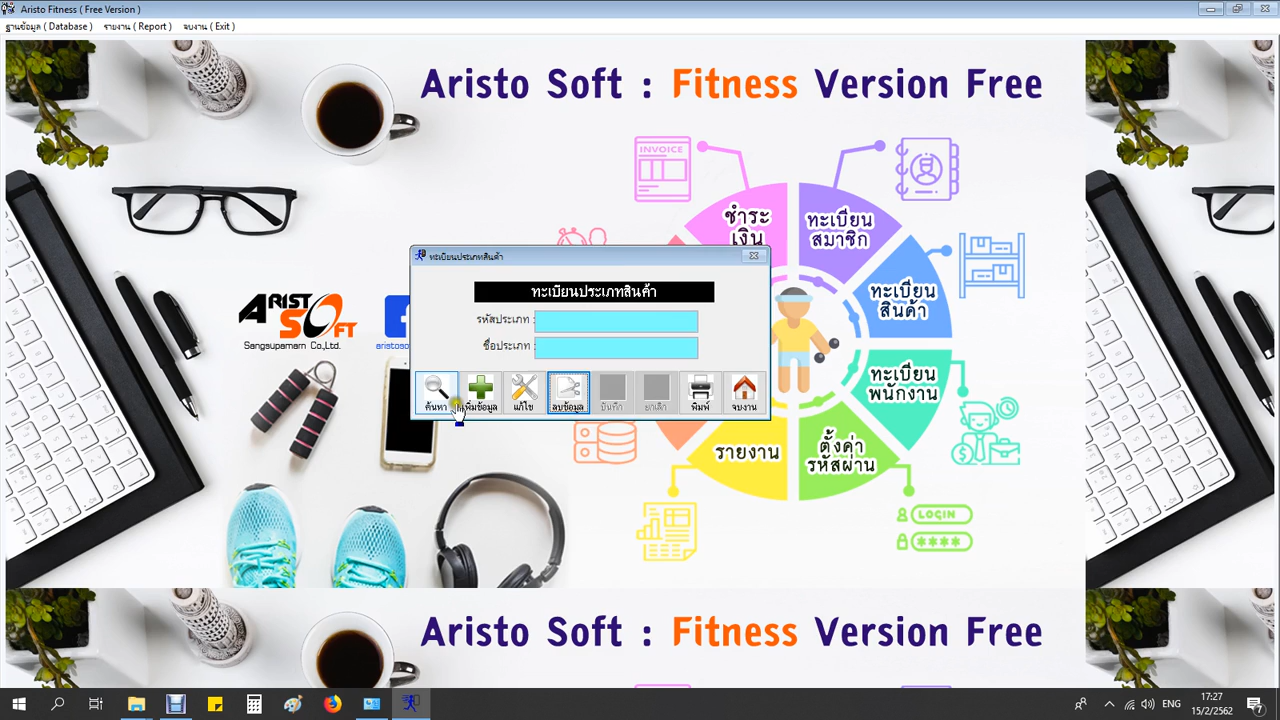 Aristo Fitness ( Free Version )
ฐานข้อมูล ( Database ) รายงาน ( Report ) จบงาน ( Exit )
Aristo Soft : Fitness Version Free
INVOICE
ชำระ
เงิน
ทะเบียน
สมาชิก
ทะเบียน
สินค้า
ทะเบียน
พนักงาน
ตั้งค่า
รหัสผ่าน
รายงาน
LOGIN
****
ARIST
SOFT
Sangsupamarn Co.,Ltd.
aristoso
ทะเบียนประเภทสินค้า
ทะเบียนประเภทสินค้า
รหัสประเภท :
ชื่อประเภท :
ค้นหา เพิ่มข้อมูล แก้ไข ลบข้อมูล บันทึก ยกเลิก พิมพ์ จบงาน
Aristo Soft : Fitness Version Free
ENG
17:27
15/2/2562
7